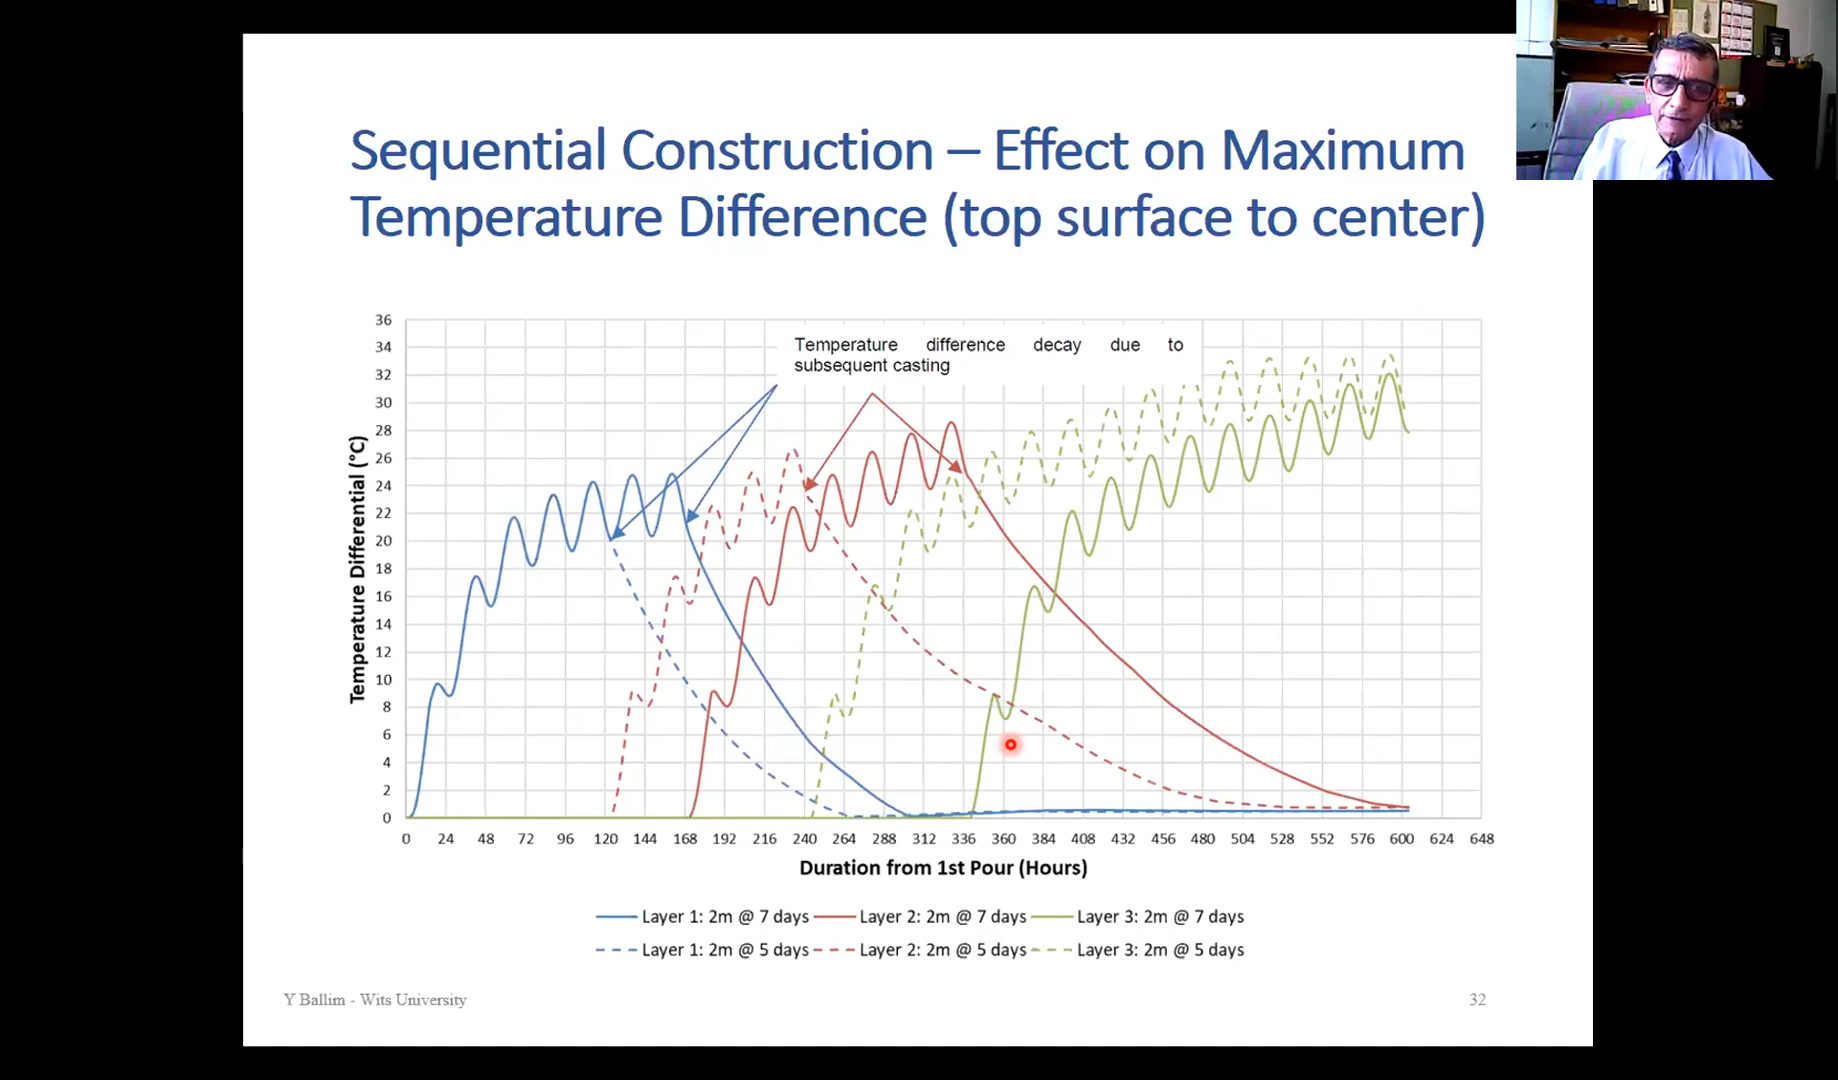 Sequential Construction – Effect on Maximum
Temperature Difference (top surface to center)
Temperature difference decay due to
subsequent casting
Temperature Differential (°C)
36
34
32
30
28
26
24
22
20
18
16
14
12
10
8
6
4
2
0
0 24 48 72 96 120 144 168 192 216 240 264 288 312 336 360 384 408 432 456 480 504 528 552 576 600 624 648
Duration from 1st Pour (Hours)
Layer 1: 2m @ 7 days Layer 2: 2m @ 7 days Layer 3: 2m @ 7 days
Layer 1: 2m @ 5 days Layer 2: 2m @ 5 days Layer 3: 2m @ 5 days
Y Ballim - Wits University 32